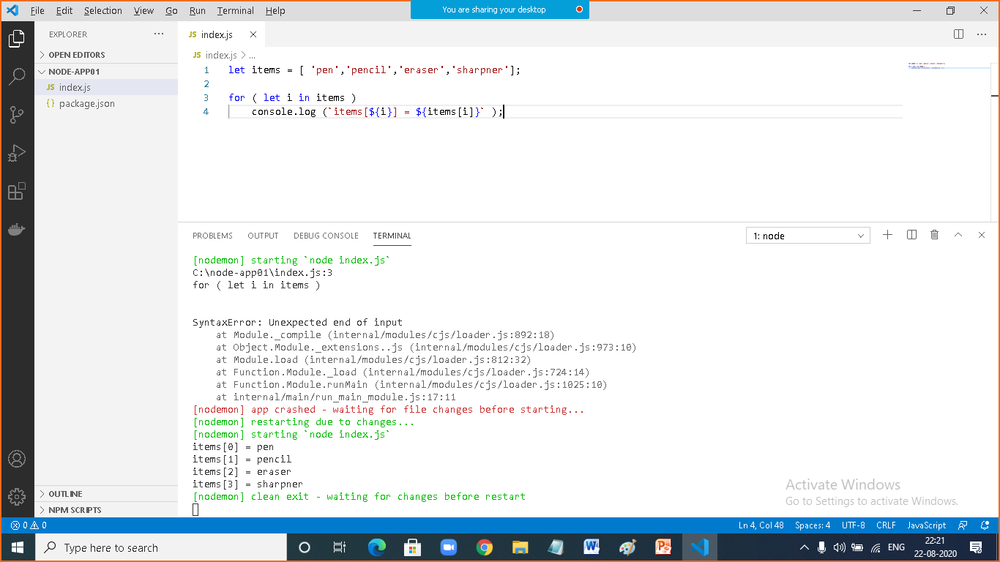 File Edit Selection View Go Run Terminal Help
You are sharing your desktop
EXPLORER
OPEN EDITORS
NODE-APP01
JS index.js
{} package.json
OUTLINE
NPM SCRIPTS
JS index.js
JS index.js > ...
1 let items = [ 'pen','pencil','eraser','sharpner'];
2
3 for ( let i in items )
4 console.log (`items[${i}] = ${items[i]}` );
PROBLEMS OUTPUT DEBUG CONSOLE TERMINAL
1: node
[nodemon] starting `node index.js`
C:\node-app01\index.js:3
for ( let i in items )
SyntaxError: Unexpected end of input
at Module._compile (internal/modules/cjs/loader.js:892:18)
at Object.Module._extensions..js (internal/modules/cjs/loader.js:973:10)
at Module.load (internal/modules/cjs/loader.js:812:32)
at Function.Module._load (internal/modules/cjs/loader.js:724:14)
at Function.Module.runMain (internal/modules/cjs/loader.js:1025:10)
at internal/main/run_main_module.js:17:11
[nodemon] app crashed - waiting for file changes before starting...
[nodemon] restarting due to changes...
[nodemon] starting `node index.js`
items[0] = pen
items[1] = pencil
items[2] = eraser
items[3] = sharpner
[nodemon] clean exit - waiting for changes before restart
Activate Windows
Go to Settings to activate Windows.
0 0
Ln 4, Col 48 Spaces: 4 UTF-8 CRLF JavaScript
Type here to search
ENG
22:21
22-08-2020